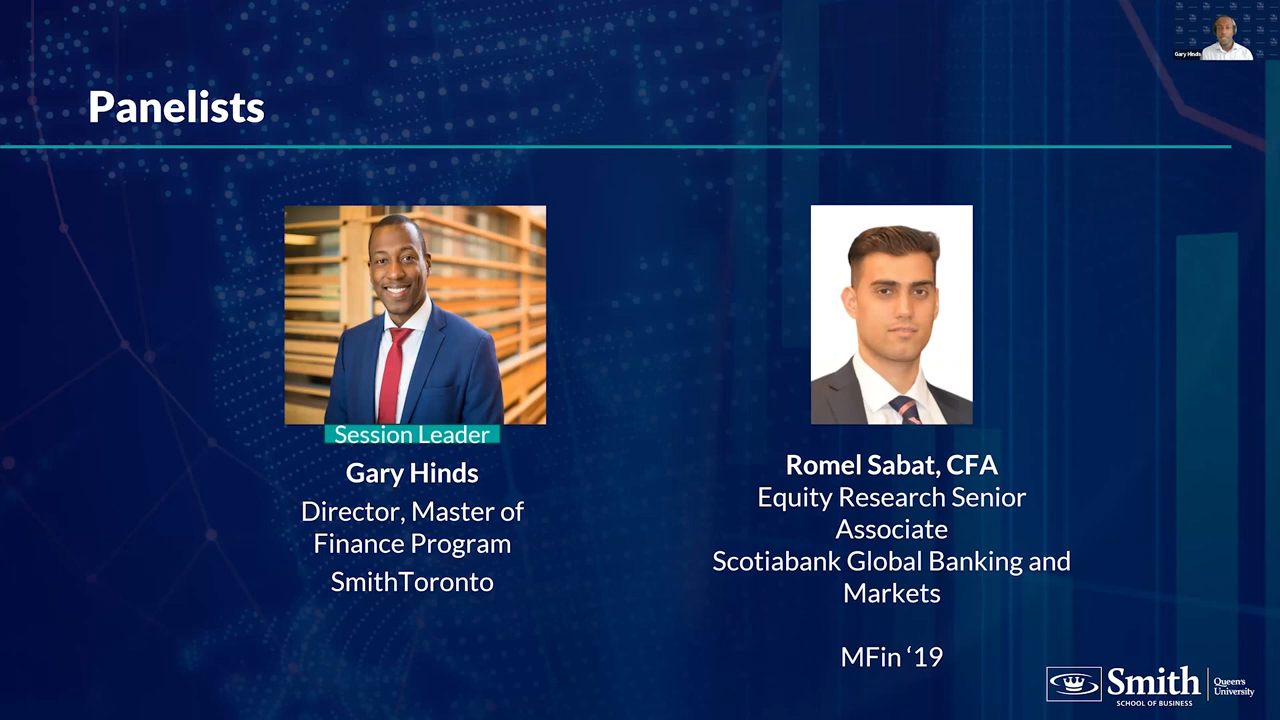 Gary Hinds
Panelists
Session Leader
Gary Hinds
Director, Master of
Finance Program
SmithToronto
Romel Sabat, CFA
Equity Research Senior
Associate
Scotiabank Global Banking and
Markets
MFin ‘19
Smith
SCHOOL OF BUSINESS
Queen's
University